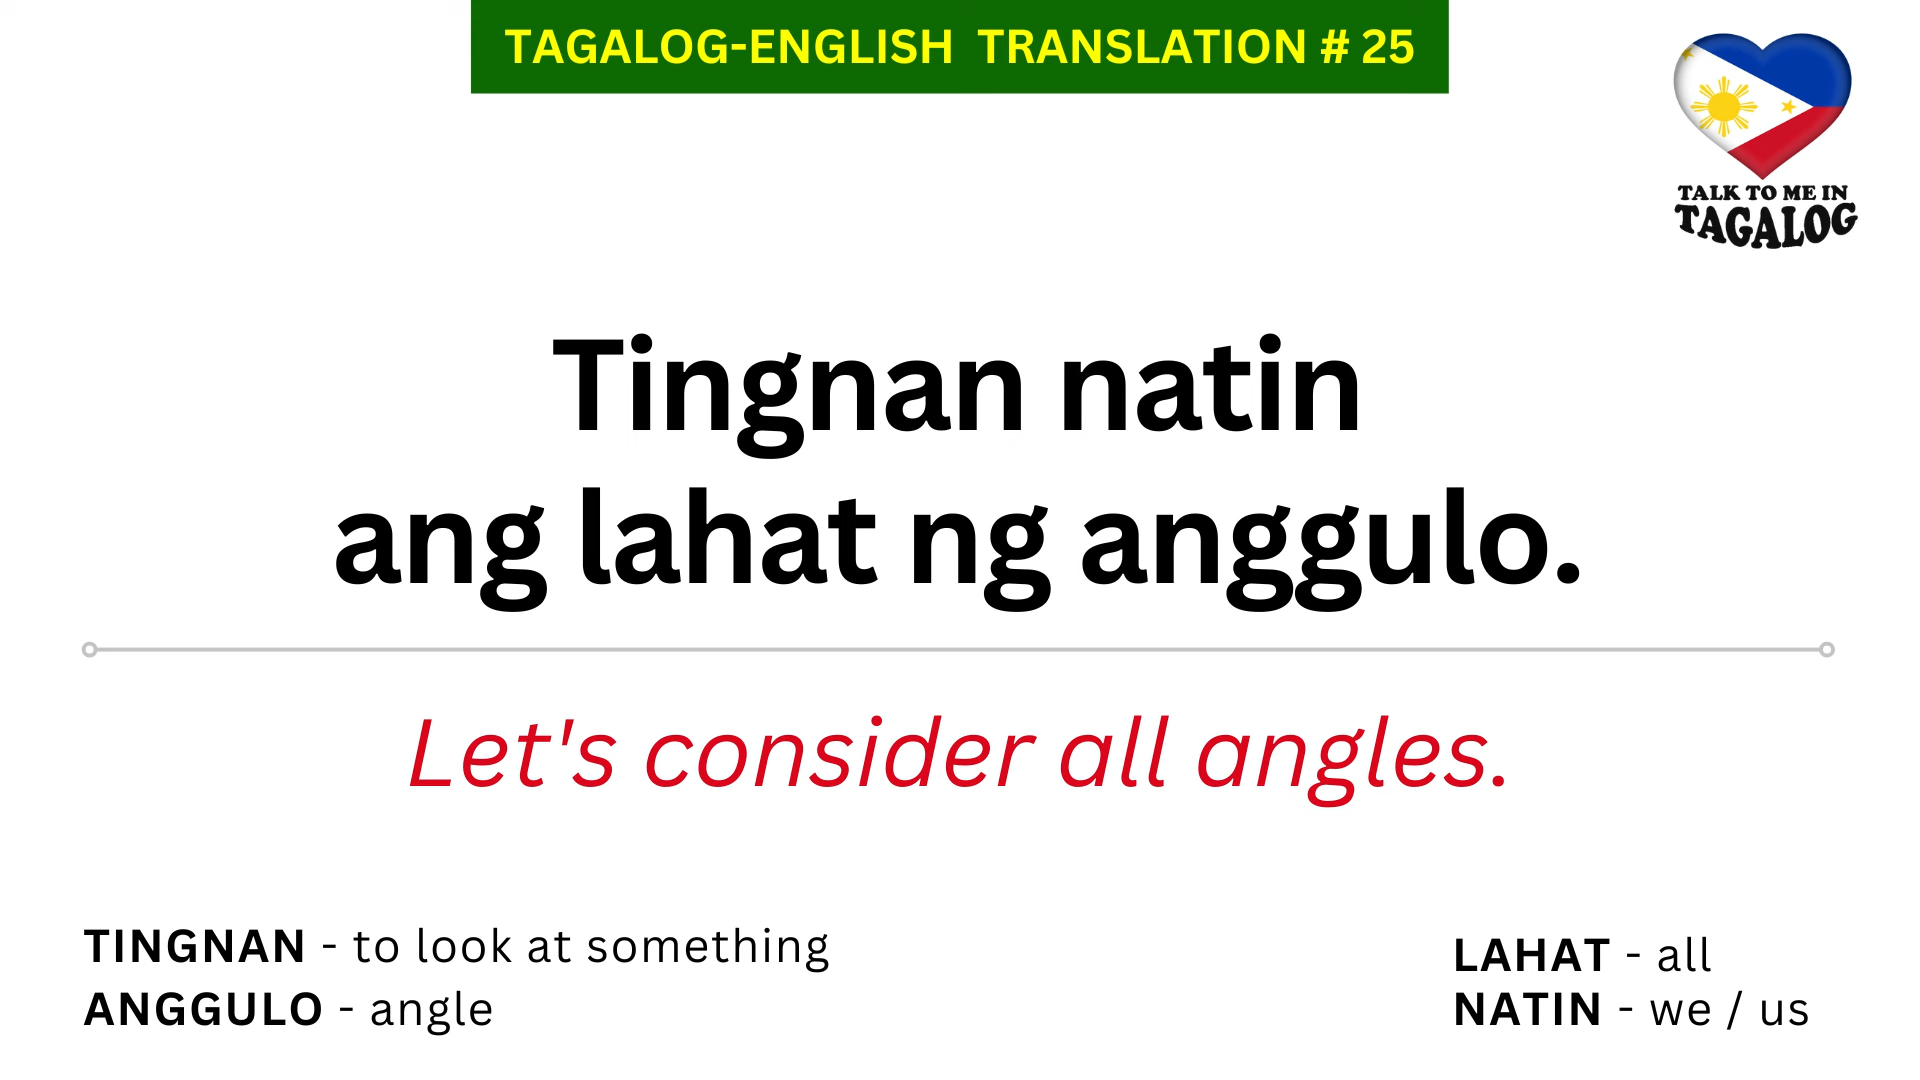 TAGALOG-ENGLISH TRANSLATION # 25
TALK TO ME IN
TAGALOG
Tingnan natin
ang lahat ng anggulo.
Let's consider all angles.
TINGNAN - to look at something
ANGGULO - angle
LAHAT - all
NATIN - we / us